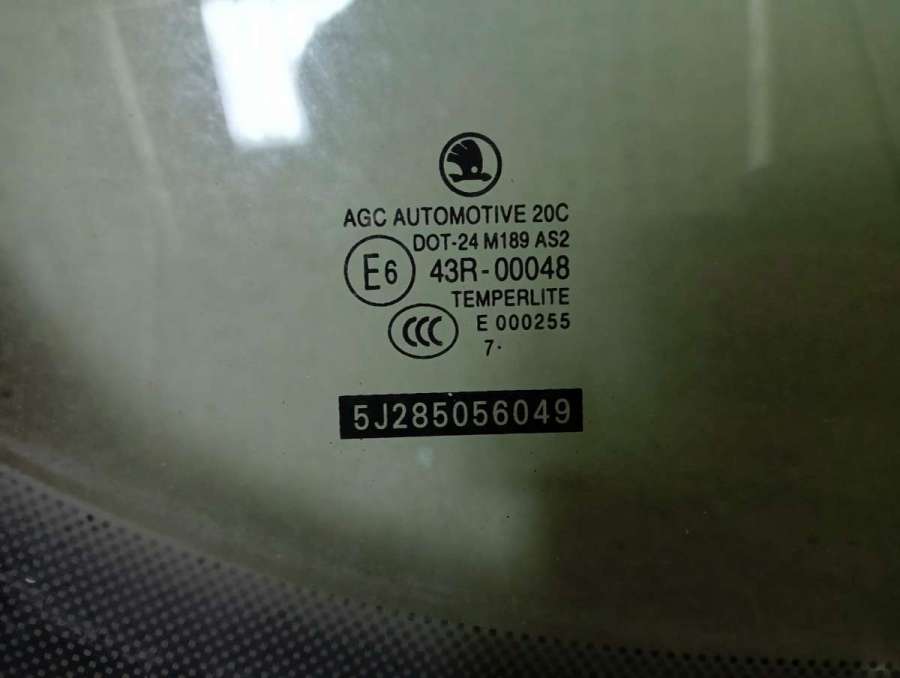 AGC AUTOMOTIVE 20C
DOT-24 M189 AS2
E6 43R-00048
TEMPERLITE
CCC E 000255
7·
5J285056049